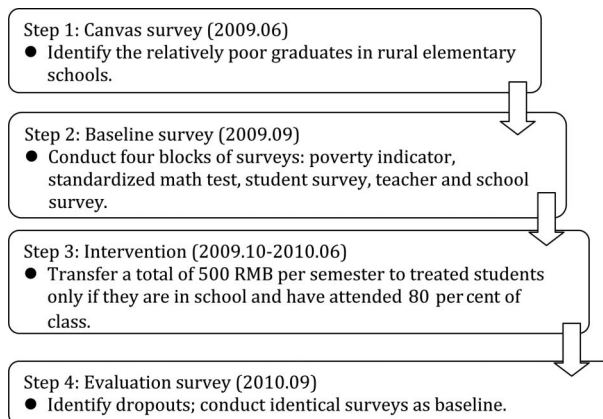 Step 1: Canvas survey (2009.06)
● Identify the relatively poor graduates in rural elementary
schools.
Step 2: Baseline survey (2009.09)
● Conduct four blocks of surveys: poverty indicator,
standardized math test, student survey, teacher and school
survey.
Step 3: Intervention (2009.10-2010.06)
● Transfer a total of 500 RMB per semester to treated students
only if they are in school and have attended 80 per cent of
class.
Step 4: Evaluation survey (2010.09)
● Identify dropouts; conduct identical surveys as baseline.